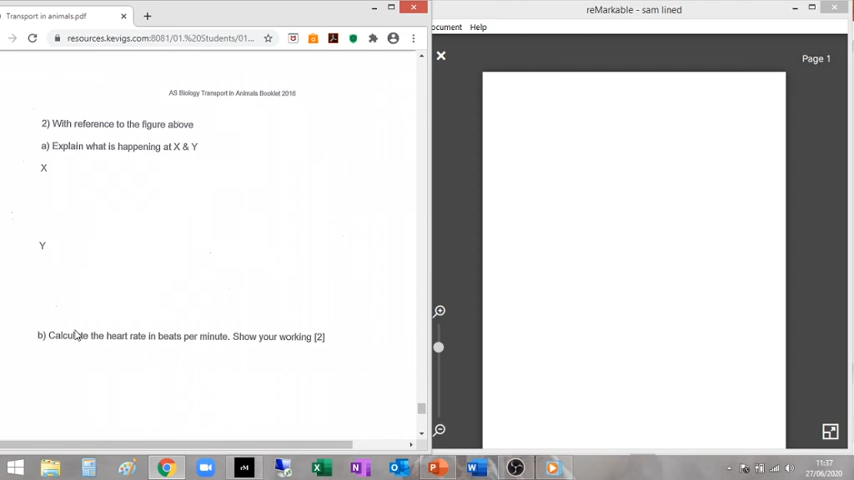 Transport in animals.pdf
reMarkable - sam lined
resources.kevigs.com:8081/01.%20Students/01...
ocument Help
Page 1
AS Biology Transport in Animals Booklet 2016
2) With reference to the figure above
a) Explain what is happening at X & Y
X
Y
b) Calculate the heart rate in beats per minute. Show your working [2]
rM
11:37
27/06/2020